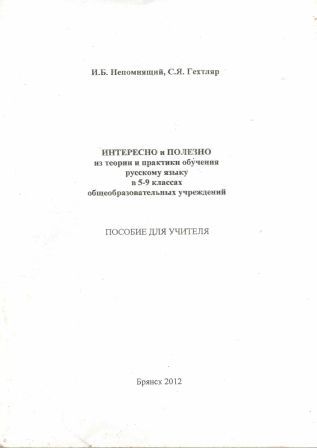 И.Б. Непомнящий, С.Я. Гехтляр
ИНТЕРЕСНО и ПОЛЕЗНО
из теории и практики обучения
русскому языку
в 5-9 классах
общеобразовательных учреждений
ПОСОБИЕ ДЛЯ УЧИТЕЛЯ
Брянск 2012